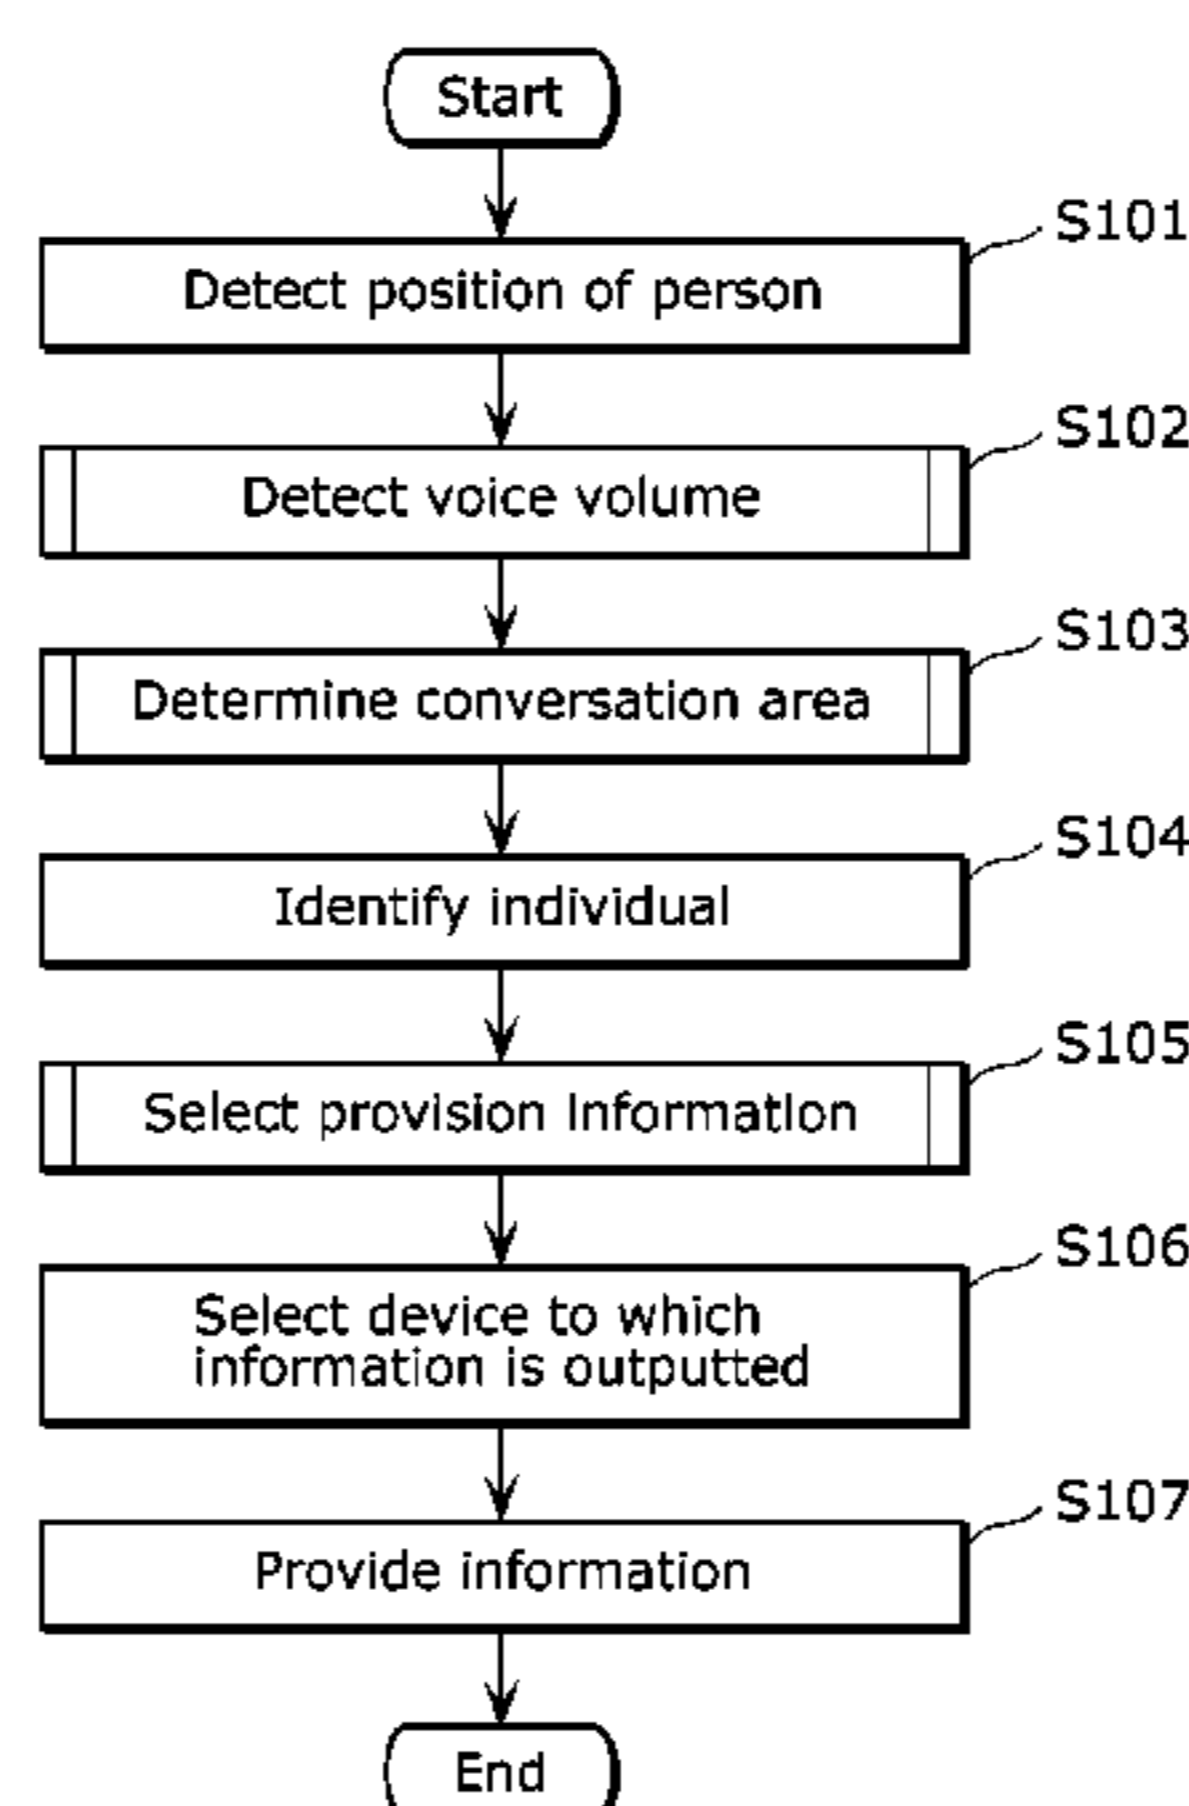 Start
S101
Detect position of person
S102
Detect voice volume
S103
Determine conversation area
S104
Identify individual
S105
Select provision information
S106
Select device to which
information is outputted
S107
Provide information
End